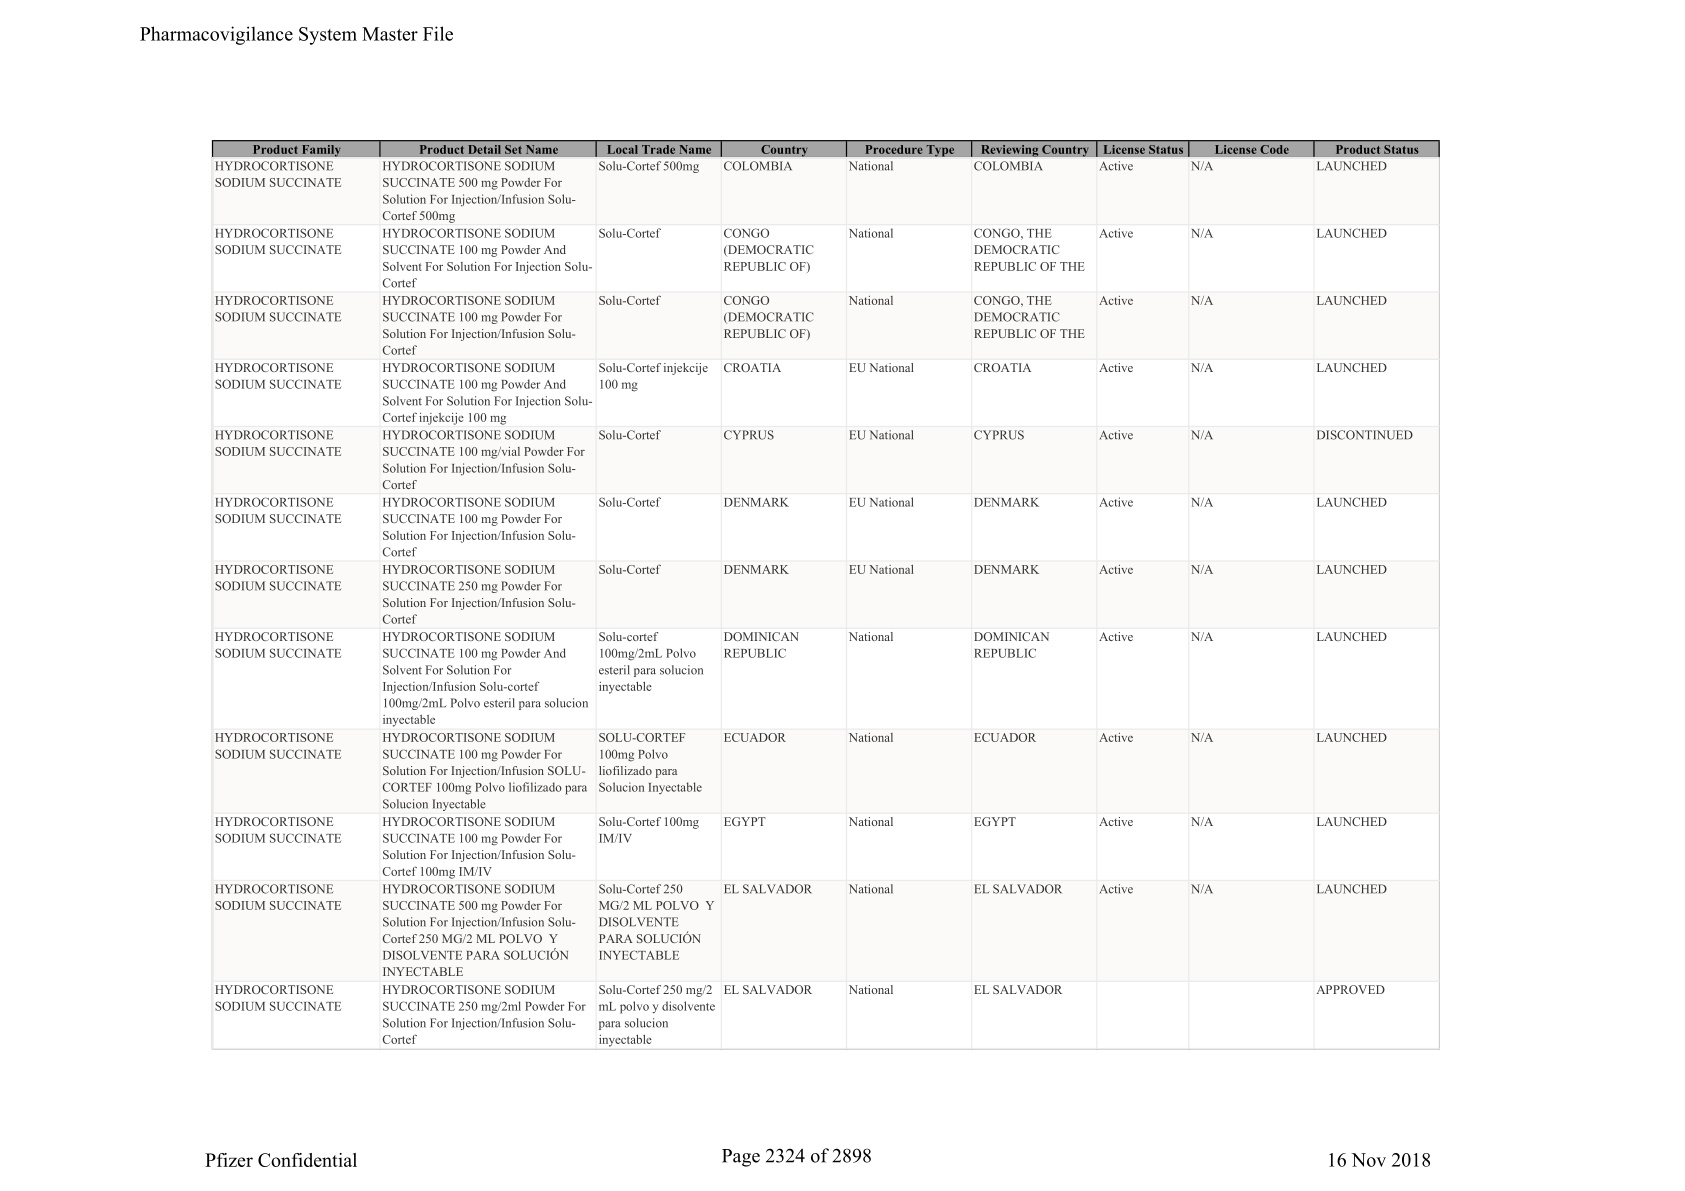 Pharmacovigilance System Master File
Product Family Product Detail Set Name Local Trade Name Country Procedure Type Reviewing Country License Status License Code Product Status
HYDROCORTISONE HYDROCORTISONE SODIUM Solu-Cortef 500mg COLOMBIA National COLOMBIA Active N/A LAUNCHED
SODIUM SUCCINATE SUCCINATE 500 mg Powder For
Solution For Injection/Infusion Solu-
Cortef 500mg
HYDROCORTISONE HYDROCORTISONE SODIUM Solu-Cortef CONGO National CONGO, THE Active N/A LAUNCHED
SODIUM SUCCINATE SUCCINATE 100 mg Powder And (DEMOCRATIC DEMOCRATIC
Solvent For Solution For Injection Solu- REPUBLIC OF) REPUBLIC OF THE
Cortef
HYDROCORTISONE HYDROCORTISONE SODIUM Solu-Cortef CONGO National CONGO, THE Active N/A LAUNCHED
SODIUM SUCCINATE SUCCINATE 100 mg Powder For (DEMOCRATIC DEMOCRATIC
Solution For Injection/Infusion Solu- REPUBLIC OF) REPUBLIC OF THE
Cortef
HYDROCORTISONE HYDROCORTISONE SODIUM Solu-Cortef injekcije CROATIA EU National CROATIA Active N/A LAUNCHED
SODIUM SUCCINATE SUCCINATE 100 mg Powder And 100 mg
Solvent For Solution For Injection Solu-
Cortef injekcije 100 mg
HYDROCORTISONE HYDROCORTISONE SODIUM Solu-Cortef CYPRUS EU National CYPRUS Active N/A DISCONTINUED
SODIUM SUCCINATE SUCCINATE 100 mg/vial Powder For
Solution For Injection/Infusion Solu-
Cortef
HYDROCORTISONE HYDROCORTISONE SODIUM Solu-Cortef DENMARK EU National DENMARK Active N/A LAUNCHED
SODIUM SUCCINATE SUCCINATE 100 mg Powder For
Solution For Injection/Infusion Solu-
Cortef
HYDROCORTISONE HYDROCORTISONE SODIUM Solu-Cortef DENMARK EU National DENMARK Active N/A LAUNCHED
SODIUM SUCCINATE SUCCINATE 250 mg Powder For
Solution For Injection/Infusion Solu-
Cortef
HYDROCORTISONE HYDROCORTISONE SODIUM Solu-cortef DOMINICAN National DOMINICAN Active N/A LAUNCHED
SODIUM SUCCINATE SUCCINATE 100 mg Powder And 100mg/2mL Polvo REPUBLIC REPUBLIC
Solvent For Solution For esteril para solucion
Injection/Infusion Solu-cortef inyectable
100mg/2mL Polvo esteril para solucion
inyectable
HYDROCORTISONE HYDROCORTISONE SODIUM SOLU-CORTEF ECUADOR National ECUADOR Active N/A LAUNCHED
SODIUM SUCCINATE SUCCINATE 100 mg Powder For 100mg Polvo
Solution For Injection/Infusion SOLU- liofilizado para
CORTEF 100mg Polvo liofilizado para Solucion Inyectable
Solucion Inyectable
HYDROCORTISONE HYDROCORTISONE SODIUM Solu-Cortef 100mg EGYPT National EGYPT Active N/A LAUNCHED
SODIUM SUCCINATE SUCCINATE 100 mg Powder For IM/IV
Solution For Injection/Infusion Solu-
Cortef 100mg IM/IV
HYDROCORTISONE HYDROCORTISONE SODIUM Solu-Cortef 250 EL SALVADOR National EL SALVADOR Active N/A LAUNCHED
SODIUM SUCCINATE SUCCINATE 500 mg Powder For MG/2 ML POLVO Y
Solution For Injection/Infusion Solu- DISOLVENTE
Cortef 250 MG/2 ML POLVO Y PARA SOLUCIÓN
DISOLVENTE PARA SOLUCIÓN INYECTABLE
INYECTABLE
HYDROCORTISONE HYDROCORTISONE SODIUM Solu-Cortef 250 mg/2 EL SALVADOR National EL SALVADOR APPROVED
SODIUM SUCCINATE SUCCINATE 250 mg/2ml Powder For mL polvo y disolvente
Solution For Injection/Infusion Solu- para solucion
Cortef inyectable
Pfizer Confidential Page 2324 of 2898 16 Nov 2018